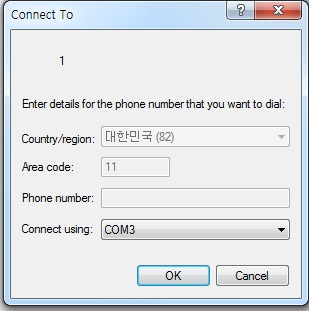 Connect To
1
Enter details for the phone number that you want to dial:
Country/region: 대한민국 (82)
Area code: 11
Phone number:
Connect using: COM3
OK Cancel